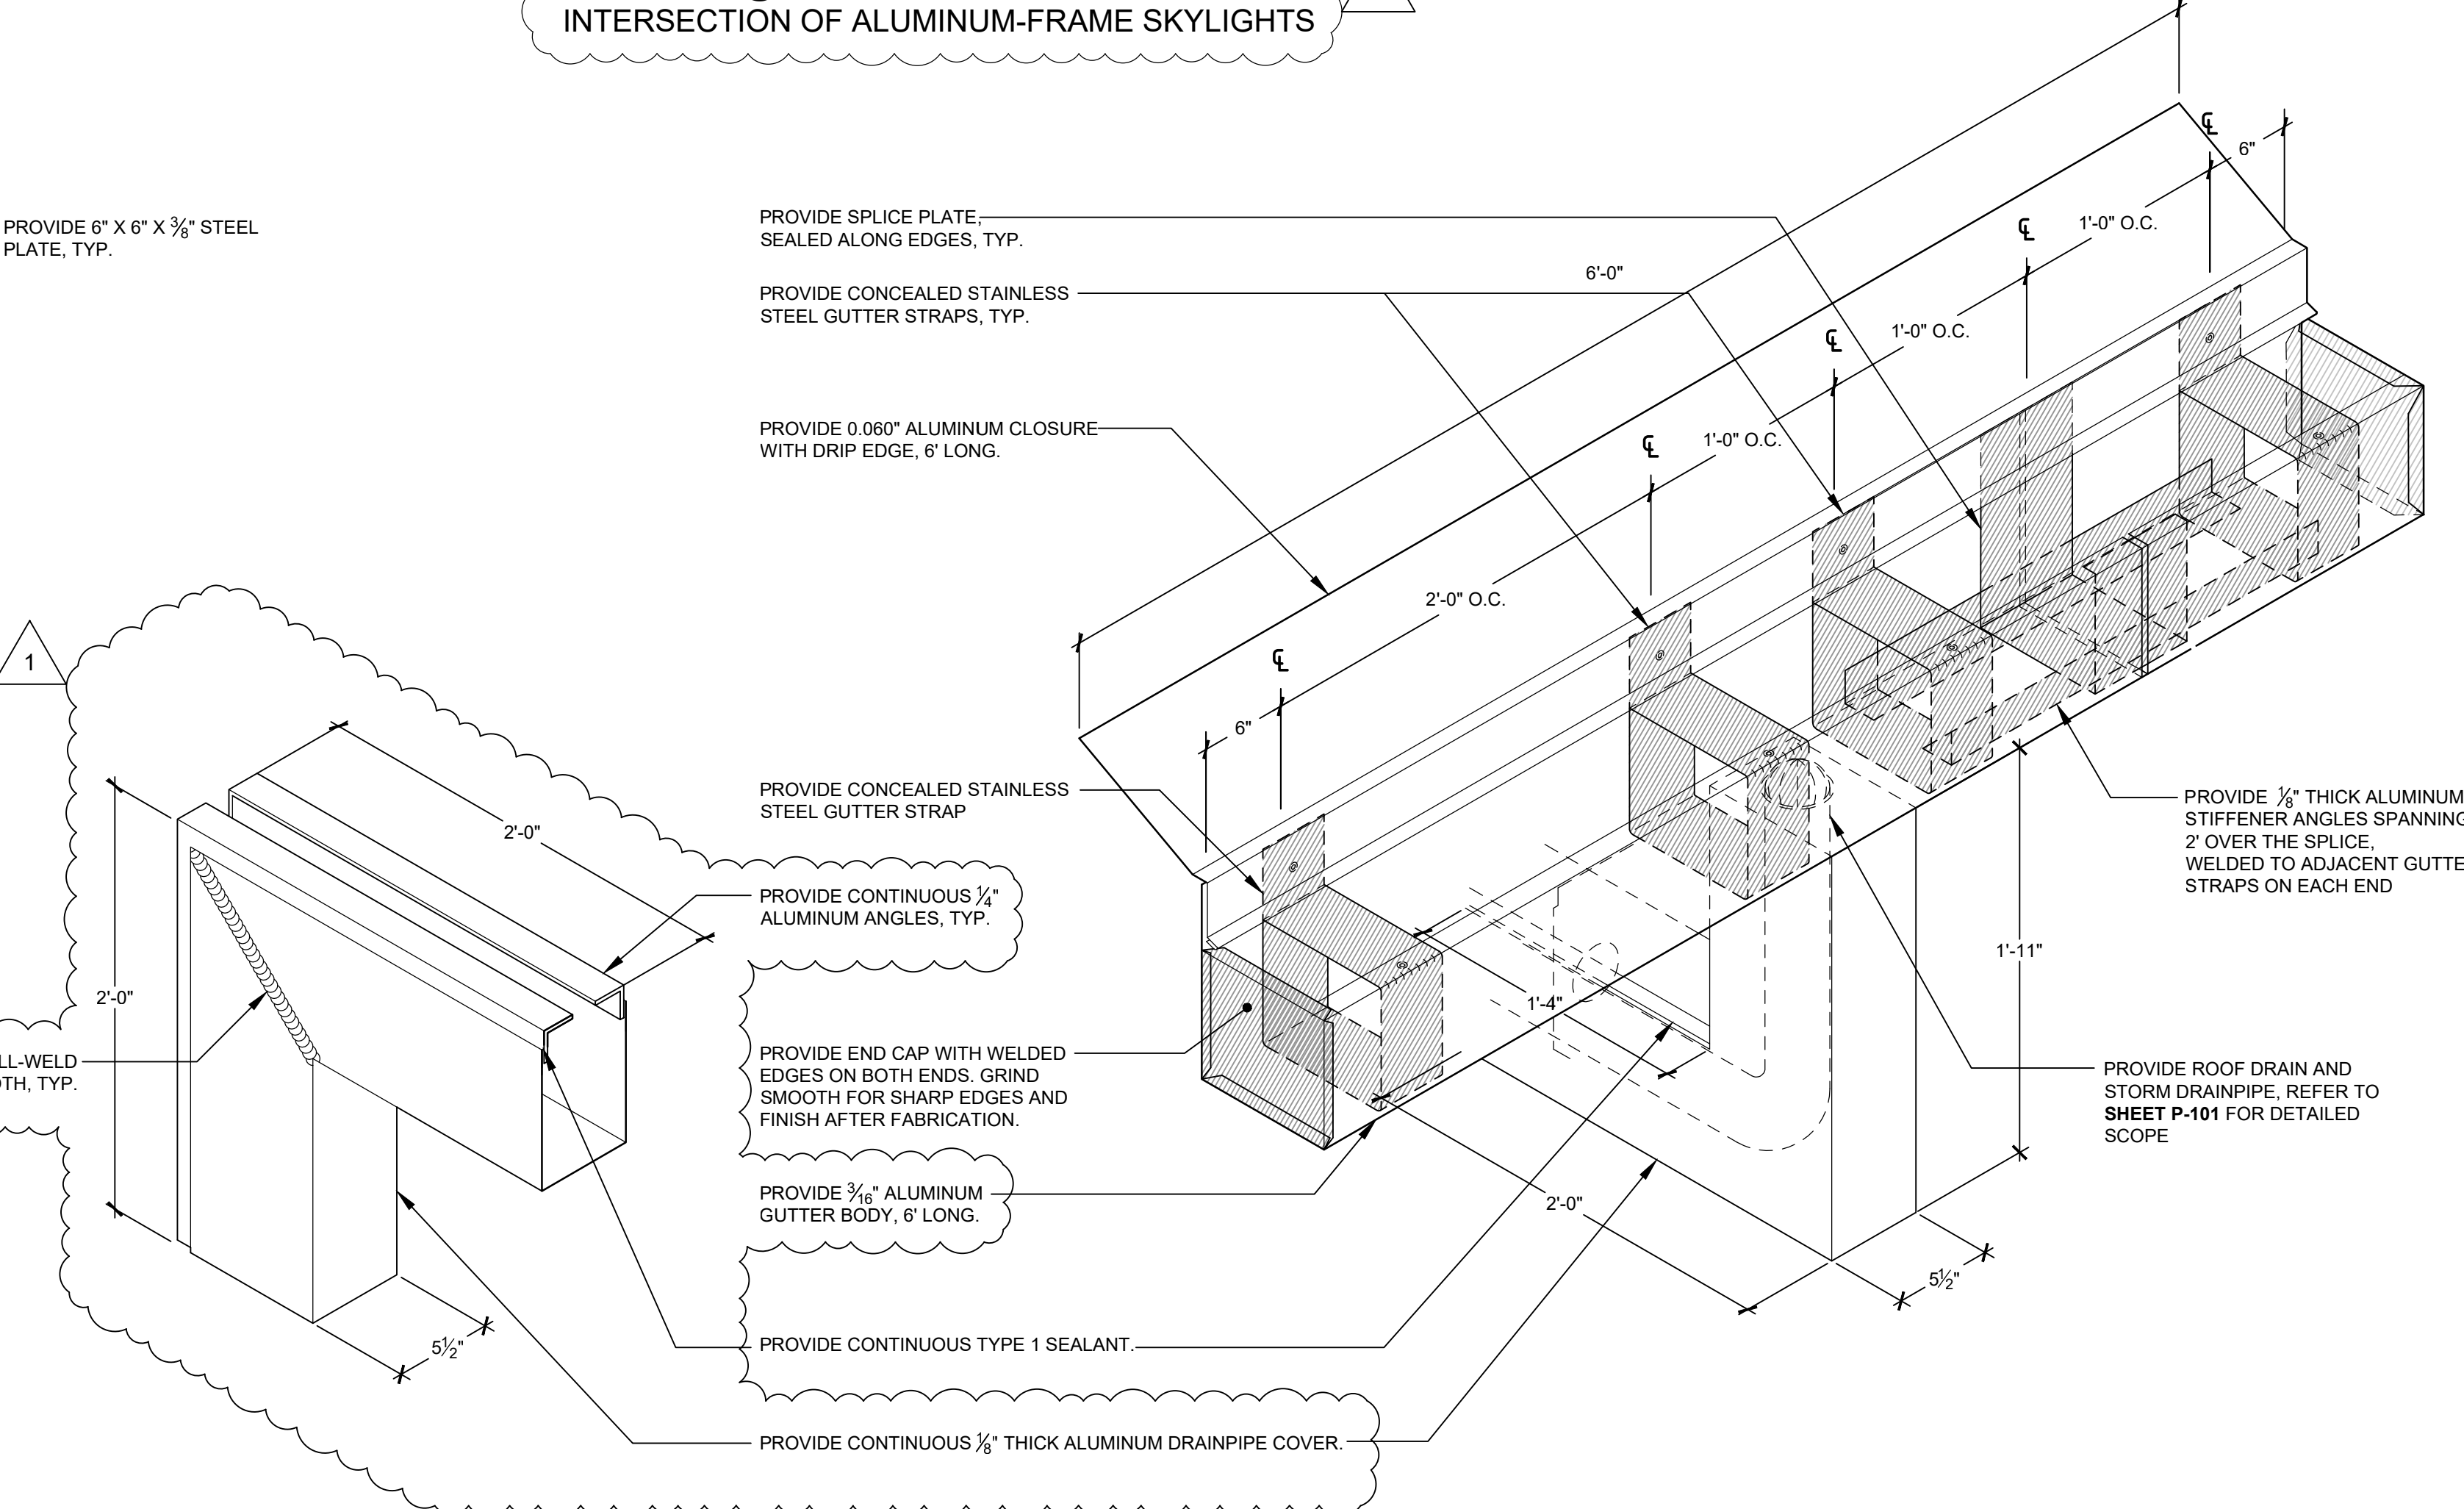 INTERSECTION OF ALUMINUM-FRAME SKYLIGHTS
PROVIDE 6" X 6" X 3⁄8" STEEL
PLATE, TYP.
PROVIDE SPLICE PLATE,
SEALED ALONG EDGES, TYP.
PROVIDE CONCEALED STAINLESS
STEEL GUTTER STRAPS, TYP.
PROVIDE 0.060" ALUMINUM CLOSURE
WITH DRIP EDGE, 6' LONG.
6'-0"
℄
6"
℄
1'-0" O.C.
℄
1'-0" O.C.
℄
1'-0" O.C.
2'-0" O.C.
℄
6"
1
2'-0"
2'-0"
5½"
LL-WELD
OTH, TYP.
PROVIDE CONCEALED STAINLESS
STEEL GUTTER STRAP
PROVIDE CONTINUOUS ¼"
ALUMINUM ANGLES, TYP.
PROVIDE END CAP WITH WELDED
EDGES ON BOTH ENDS. GRIND
SMOOTH FOR SHARP EDGES AND
FINISH AFTER FABRICATION.
PROVIDE 3⁄16" ALUMINUM
GUTTER BODY, 6' LONG.
PROVIDE CONTINUOUS TYPE 1 SEALANT.
PROVIDE CONTINUOUS ⅛" THICK ALUMINUM DRAINPIPE COVER.
1'-4"
2'-0"
1'-11"
5½"
PROVIDE ⅛" THICK ALUMINUM
STIFFENER ANGLES SPANNING
2' OVER THE SPLICE,
WELDED TO ADJACENT GUTTE
STRAPS ON EACH END
PROVIDE ROOF DRAIN AND
STORM DRAINPIPE, REFER TO
SHEET P-101 FOR DETAILED
SCOPE